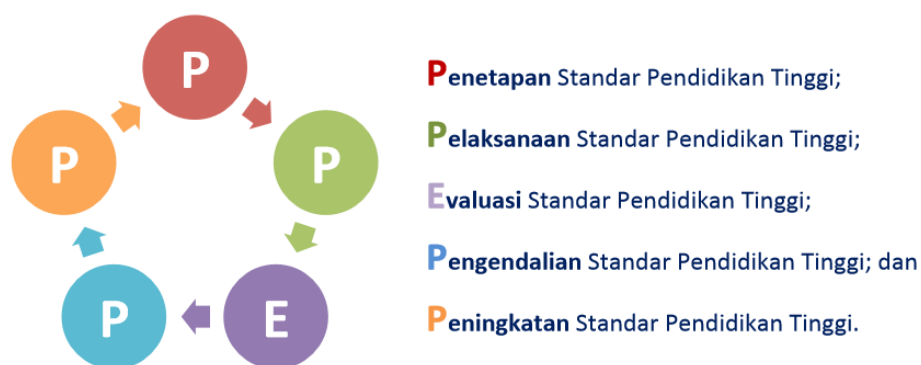 P
P
P
P
E
Penetapan Standar Pendidikan Tinggi;
Pelaksanaan Standar Pendidikan Tinggi;
Evaluasi Standar Pendidikan Tinggi;
Pengendalian Standar Pendidikan Tinggi; dan
Peningkatan Standar Pendidikan Tinggi.